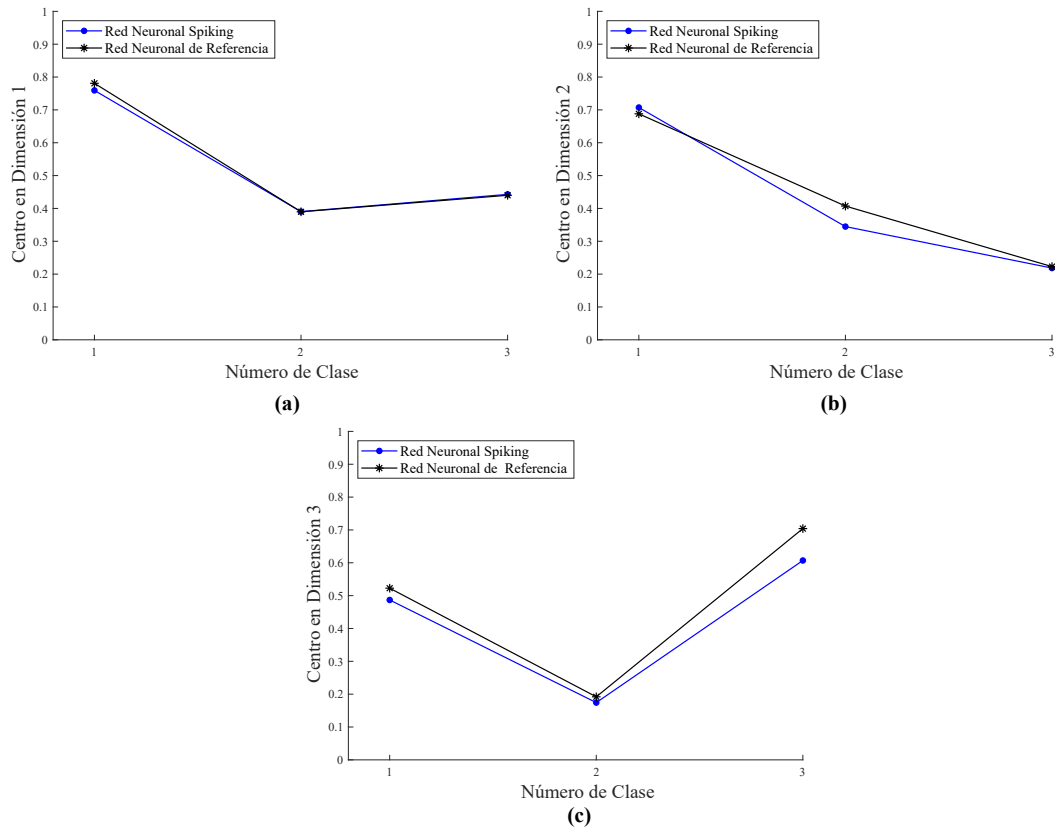 1
0.9
0.8
0.7
0.6
0.5
0.4
0.3
0.2
0.1
0
Centro en Dimensión 1
Red Neuronal Spiking
Red Neuronal de Referencia
1 2 3
Número de Clase
(a)
1
0.9
0.8
0.7
0.6
0.5
0.4
0.3
0.2
0.1
0
Centro en Dimensión 2
Red Neuronal Spiking
Red Neuronal de Referencia
1 2 3
Número de Clase
(b)
1
0.9
0.8
0.7
0.6
0.5
0.4
0.3
0.2
0.1
0
Centro en Dimensión 3
Red Neuronal Spiking
Red Neuronal de Referencia
1 2 3
Número de Clase
(c)